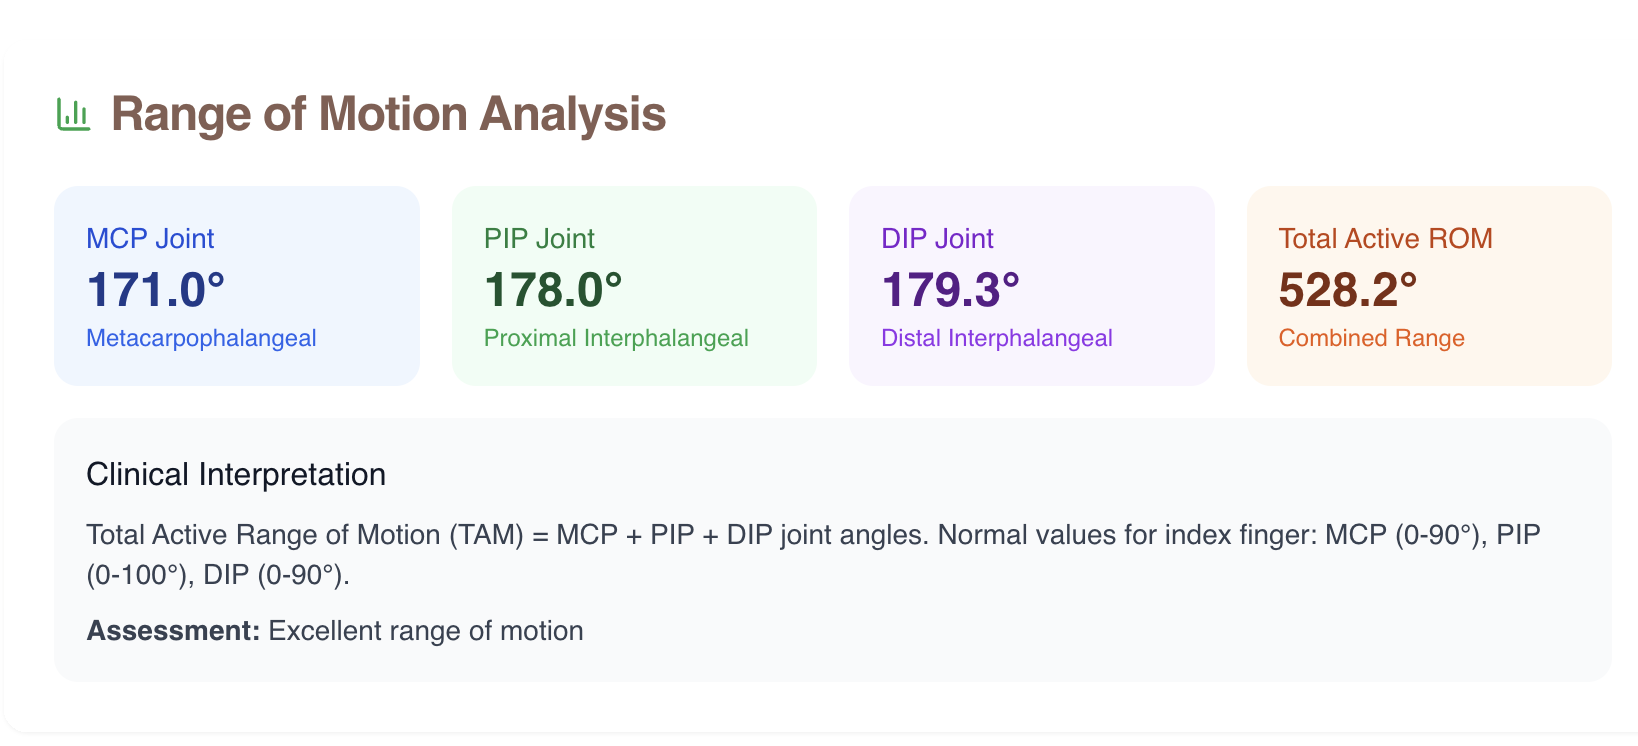 Range of Motion Analysis
MCP Joint
171.0°
Metacarpophalangeal
PIP Joint
178.0°
Proximal Interphalangeal
DIP Joint
179.3°
Distal Interphalangeal
Total Active ROM
528.2°
Combined Range
Clinical Interpretation
Total Active Range of Motion (TAM) = MCP + PIP + DIP joint angles. Normal values for index finger: MCP (0-90°), PIP
(0-100°), DIP (0-90°).
Assessment: Excellent range of motion